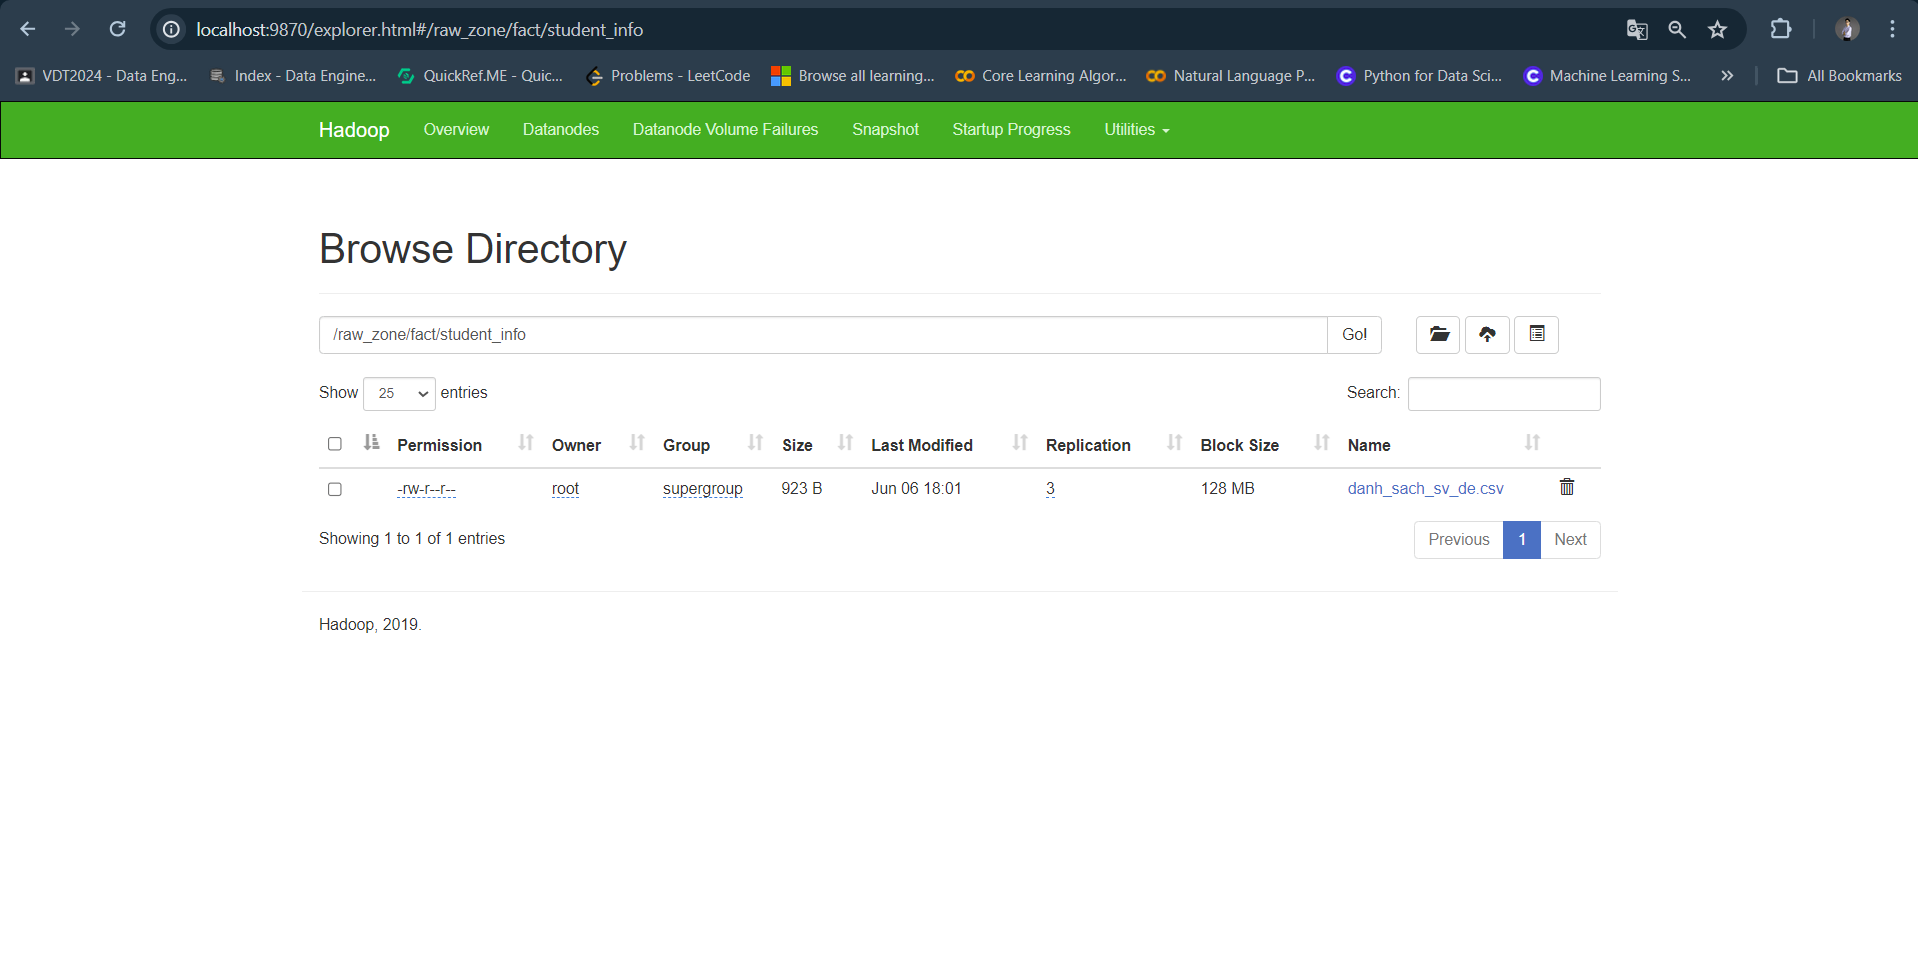 localhost:9870/explorer.html#/raw_zone/fact/student_info
VDT2024 - Data Eng... Index - Data Engine... QuickRef.ME - Quic... Problems - LeetCode Browse all learning... Core Learning Algor... Natural Language P... Python for Data Sci... Machine Learning S... » All Bookmarks
Hadoop Overview Datanodes Datanode Volume Failures Snapshot Startup Progress Utilities
Browse Directory
/raw_zone/fact/student_info Go!
Show 25 entries Search:
Permission Owner Group Size Last Modified Replication Block Size Name
-rw-r--r-- root supergroup 923 B Jun 06 18:01 3 128 MB danh_sach_sv_de.csv
Showing 1 to 1 of 1 entries Previous 1 Next
Hadoop, 2019.